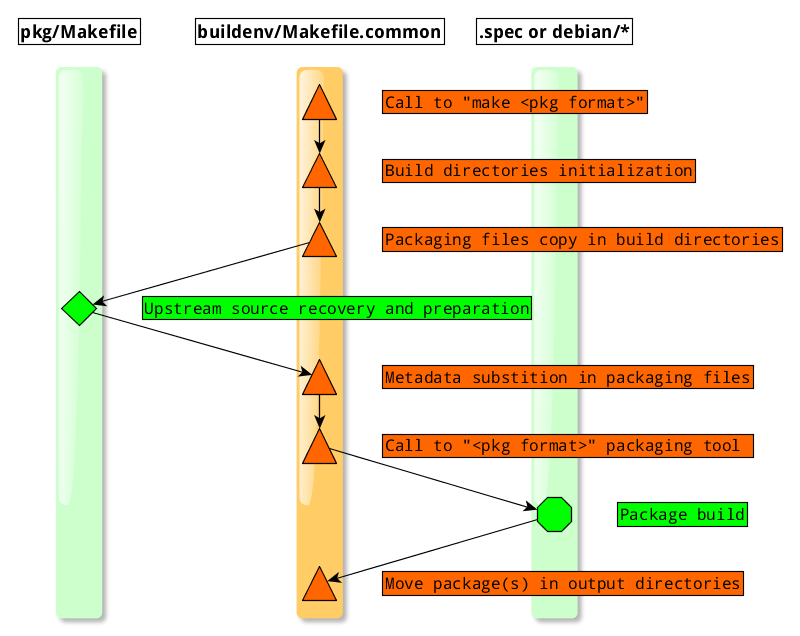 pkg/Makefile
buildenv/Makefile.common
.spec or debian/*
Call to "make <pkg format>"
Build directories initialization
Packaging files copy in build directories
Upstream source recovery and preparation
Metadata substition in packaging files
Call to "<pkg format>" packaging tool
Package build
Move package(s) in output directories